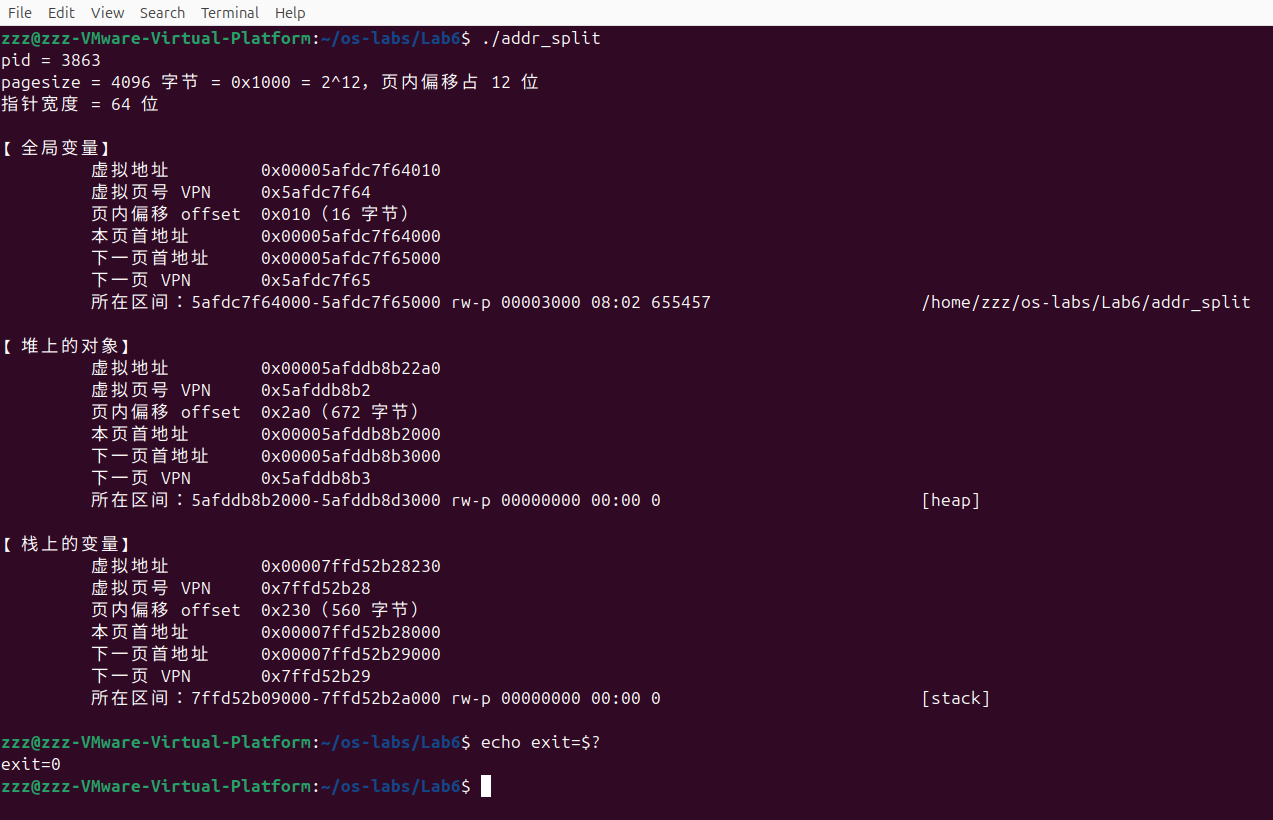 File Edit View Search Terminal Help
zzz@zzz-VMware-Virtual-Platform:~/os-labs/Lab6$ ./addr_split
pid = 3863
pagesize = 4096 字节 = 0x1000 = 2^12，页内偏移占 12 位
指针宽度 = 64 位
【 全局变量】
虚拟地址 0x00005afdc7f64010
虚拟页号 VPN 0x5afdc7f64
页内偏移 offset 0x010（16 字节）
本页首地址 0x00005afdc7f64000
下一页首地址 0x00005afdc7f65000
下一页 VPN 0x5afdc7f65
所在区间：5afdc7f64000-5afdc7f65000 rw-p 00003000 08:02 655457 /home/zzz/os-labs/Lab6/addr_split
【 堆上的对象】
虚拟地址 0x00005afddb8b22a0
虚拟页号 VPN 0x5afddb8b2
页内偏移 offset 0x2a0（672 字节）
本页首地址 0x00005afddb8b2000
下一页首地址 0x00005afddb8b3000
下一页 VPN 0x5afddb8b3
所在区间：5afddb8b2000-5afddb8d3000 rw-p 00000000 00:00 0 [heap]
【 栈上的变量】
虚拟地址 0x00007ffd52b28230
虚拟页号 VPN 0x7ffd52b28
页内偏移 offset 0x230（560 字节）
本页首地址 0x00007ffd52b28000
下一页首地址 0x00007ffd52b29000
下一页 VPN 0x7ffd52b29
所在区间：7ffd52b09000-7ffd52b2a000 rw-p 00000000 00:00 0 [stack]
zzz@zzz-VMware-Virtual-Platform:~/os-labs/Lab6$ echo exit=$?
exit=0
zzz@zzz-VMware-Virtual-Platform:~/os-labs/Lab6$